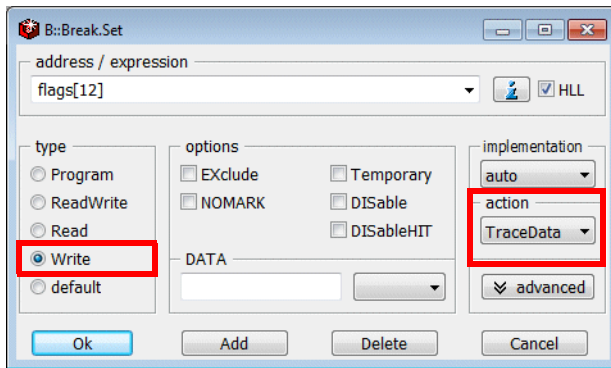 B::Break.Set
address / expression
flags[12]
i HLL
type
Program
ReadWrite
Read
Write
default
options
EXclude
NOMARK
Temporary
DISable
DISableHIT
DATA
implementation
auto
action
TraceData
advanced
Ok Add Delete Cancel